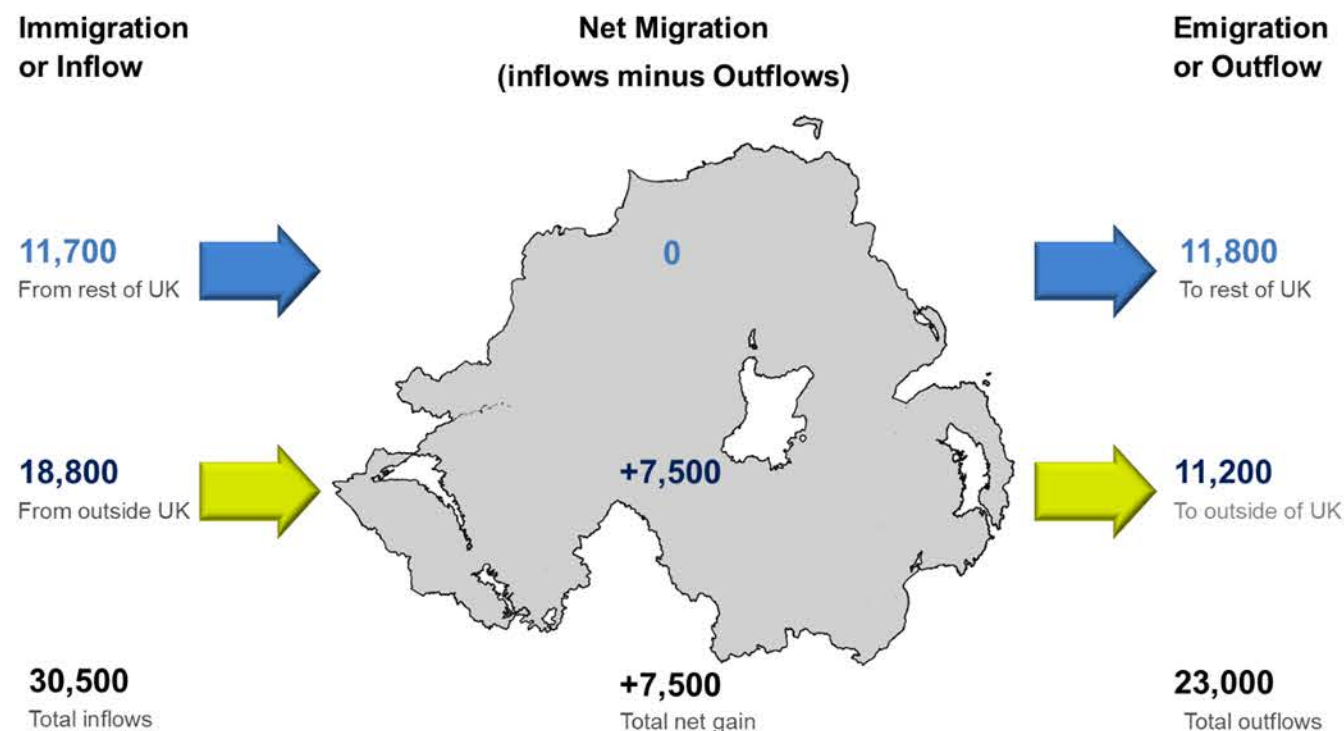 Immigration
or Inflow
Net Migration
(inflows minus Outflows)
Emigration
or Outflow
11,700
From rest of UK
0
11,800
To rest of UK
18,800
From outside UK
+7,500
11,200
To outside of UK
30,500
Total inflows
+7,500
Total net gain
23,000
Total outflows